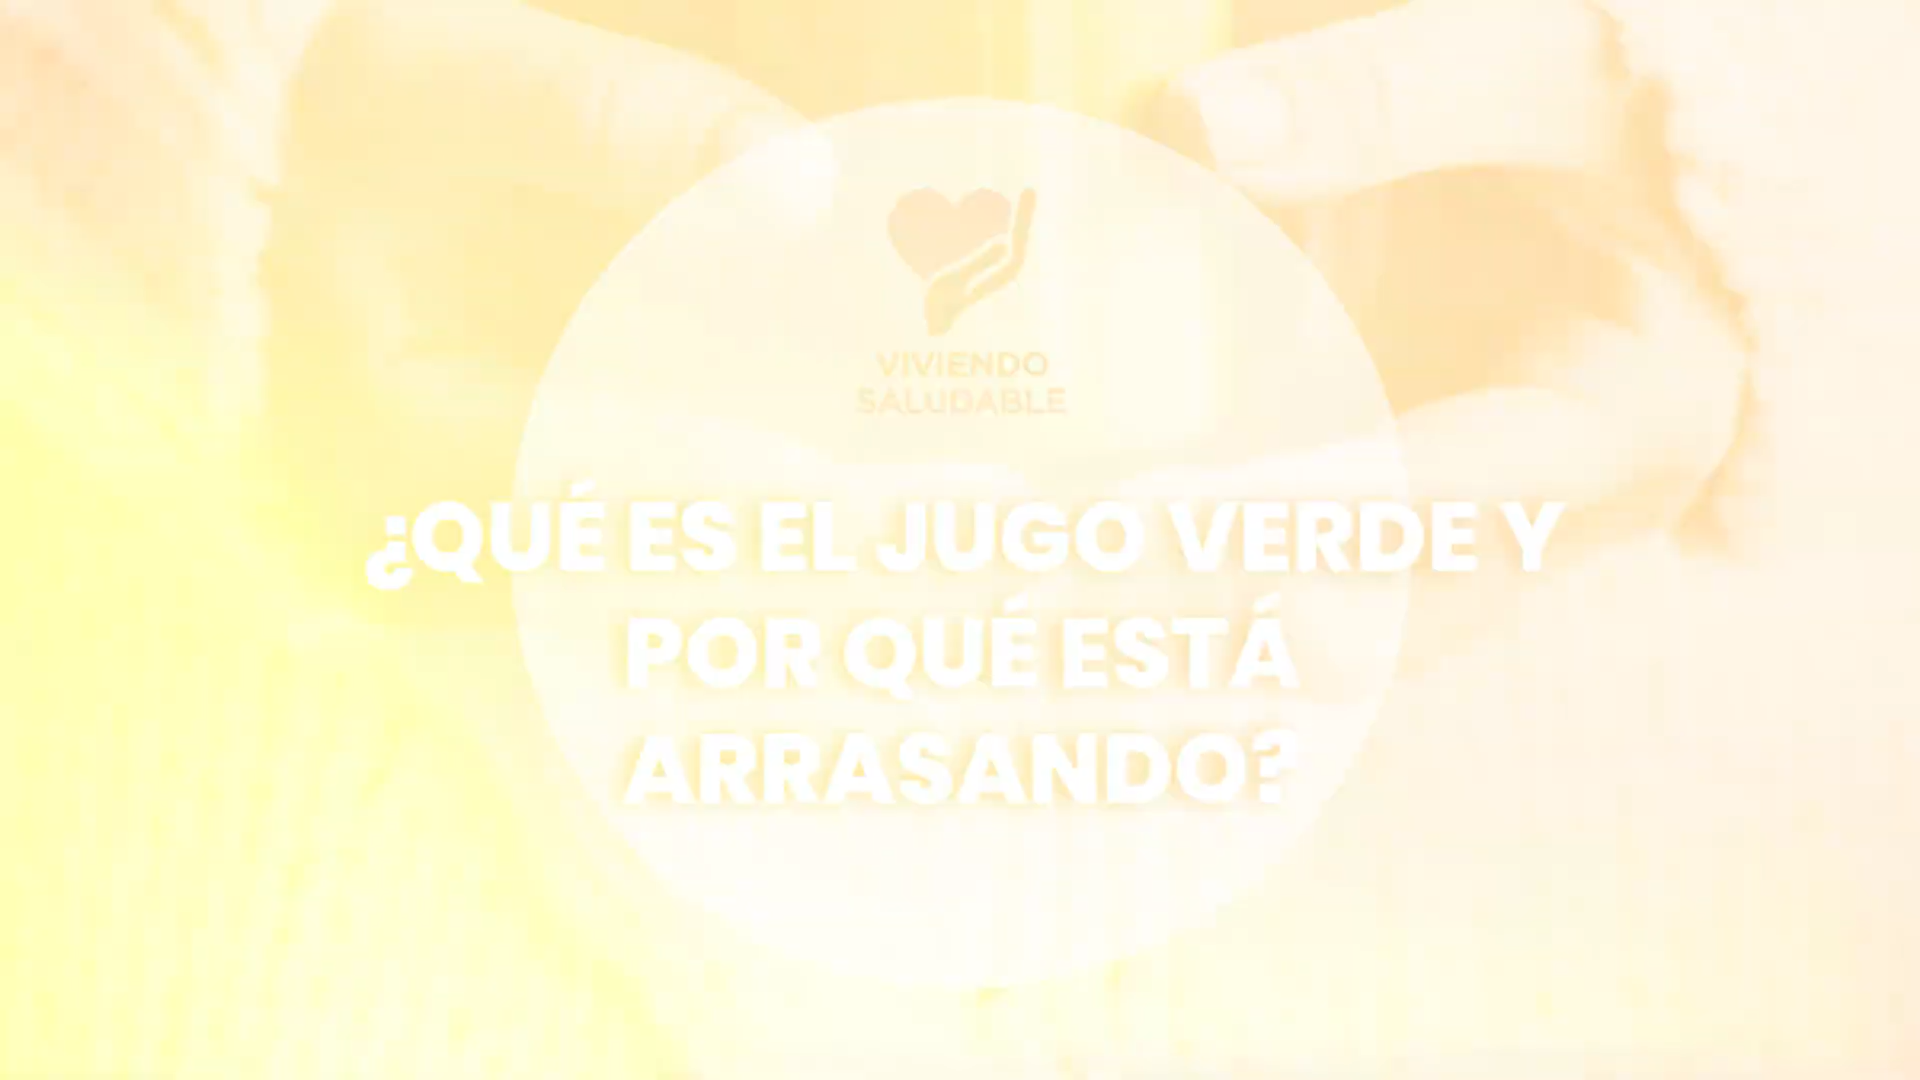 VIVIENDO
SALUDABLE
¿QUÉ ES EL JUGO VERDE Y
POR QUÉ ESTÁ
ARRASANDO?